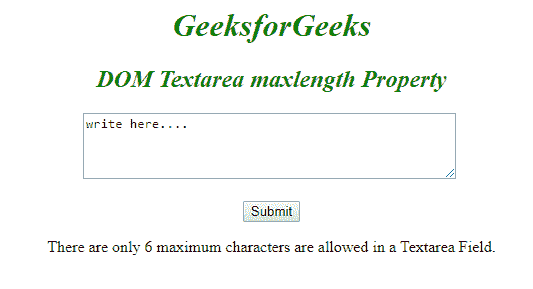 GeeksforGeeks
DOM Textarea maxlength Property
write here....
Submit
There are only 6 maximum characters are allowed in a Textarea Field.